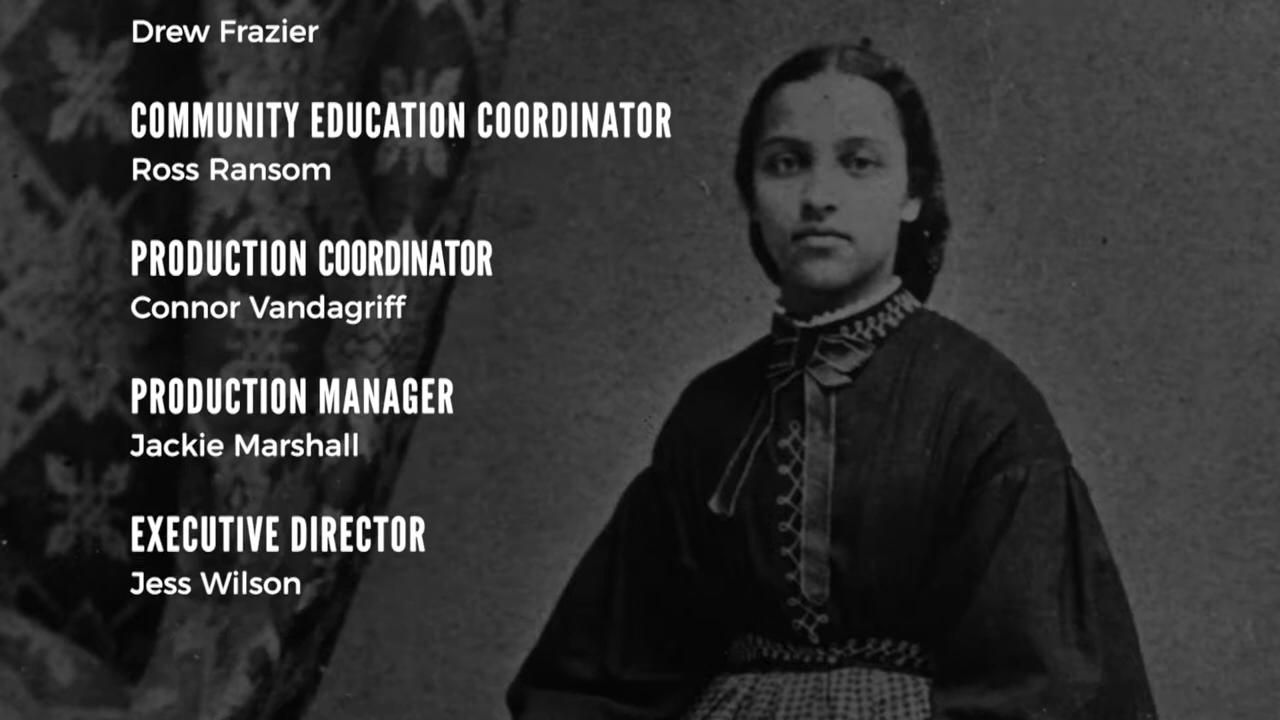 Drew Frazier
COMMUNITY EDUCATION COORDINATOR
Ross Ransom
PRODUCTION COORDINATOR
Connor Vandagriff
PRODUCTION MANAGER
Jackie Marshall
EXECUTIVE DIRECTOR
Jess Wilson